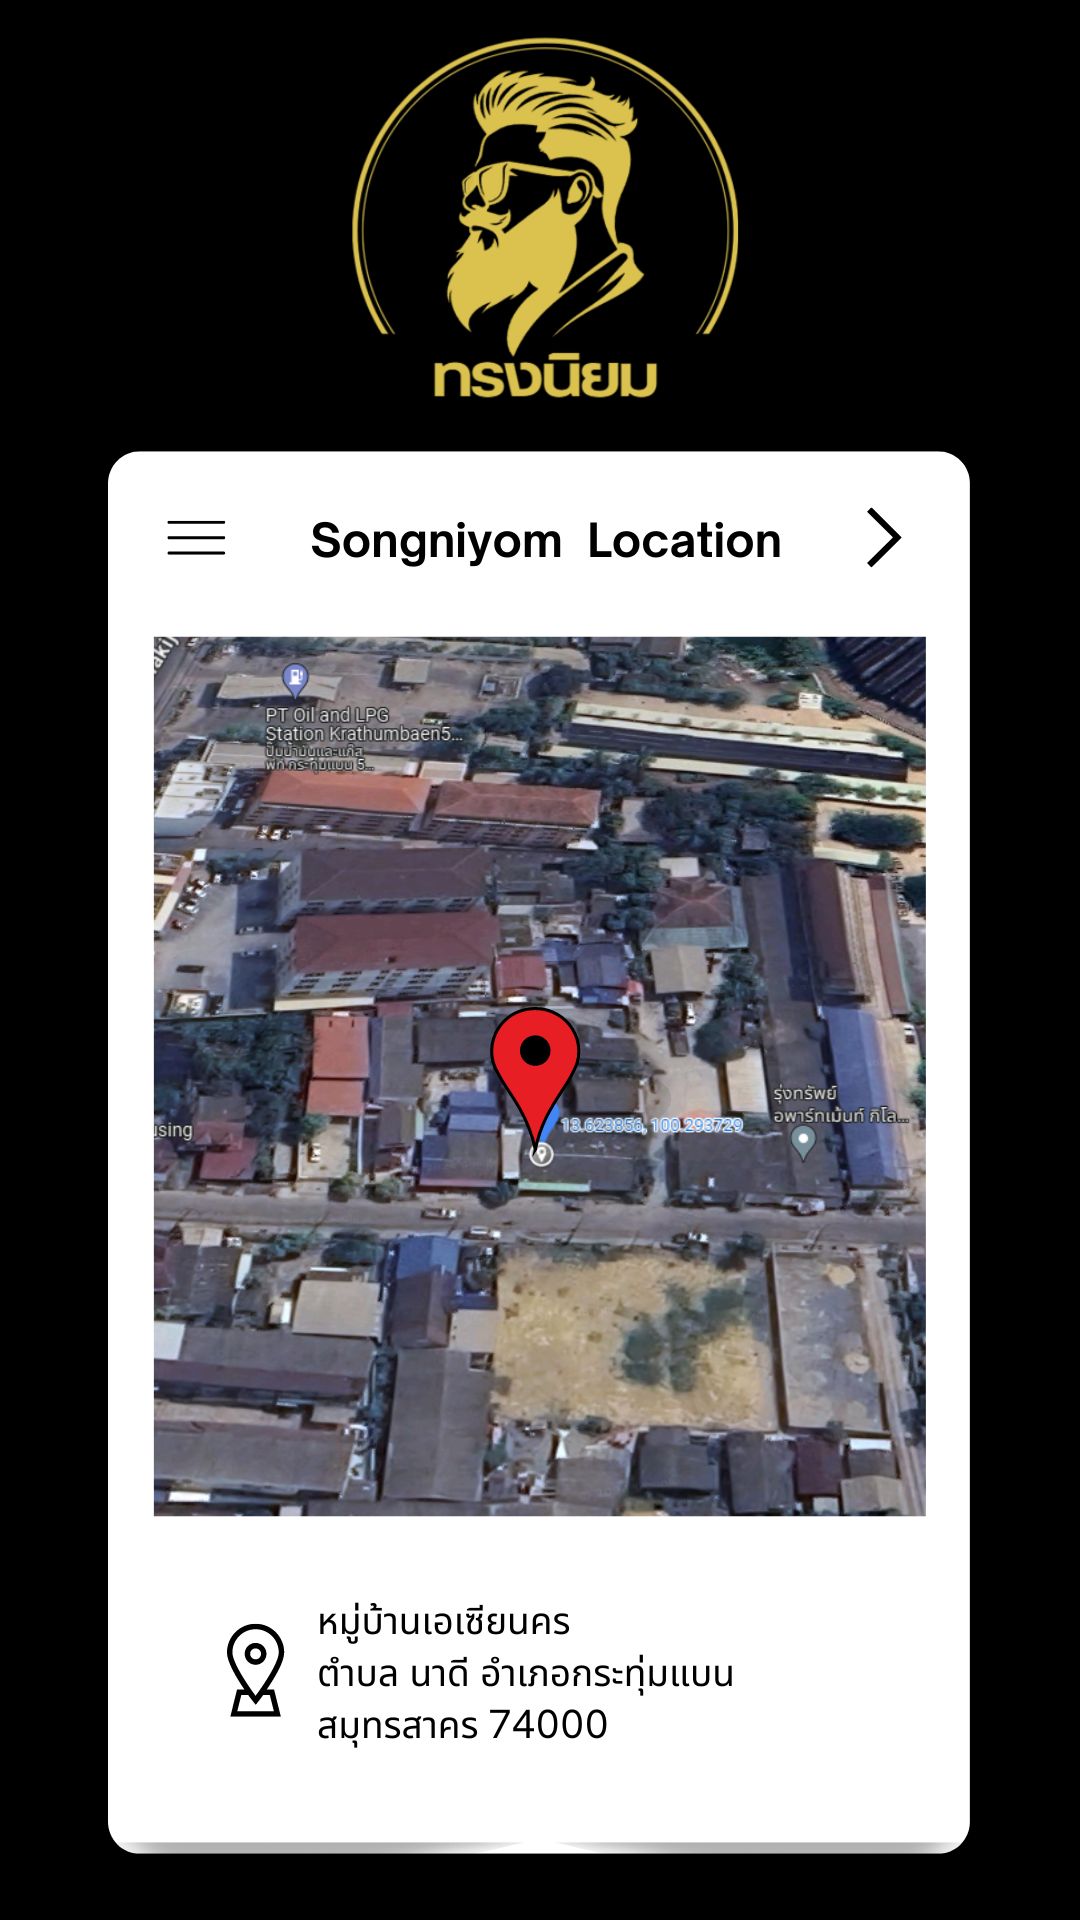 ทรงนิยม
Songniyom Location
PT Oil and LPG
Station Krathumbaen5...
ปั๊มน้ำมันและแก๊ส
พีที กระทุ่มแบน 5...
13.623856, 100.293729
รุ่งทรัพย์
อพาร์ทเม้นท์ กิโล...
using
หมู่บ้านเอเชียนคร
ตำบล นาดี อำเภอกระทุ่มแบน
สมุทรสาคร 74000